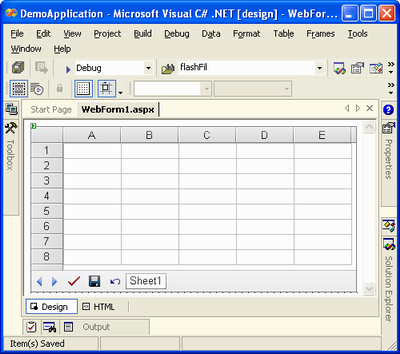 DemoApplication - Microsoft Visual C# .NET [design] - WebFor...
File Edit View Project Build Debug Data Format Table Frames Tools
Window Help
Debug flashFil
Start Page WebForm1.aspx
A B C D E
1
2
3
4
5
6
7
8
Sheet1
Design HTML
Output
Item(s) Saved
Toolbox
Properties
Solution Explorer